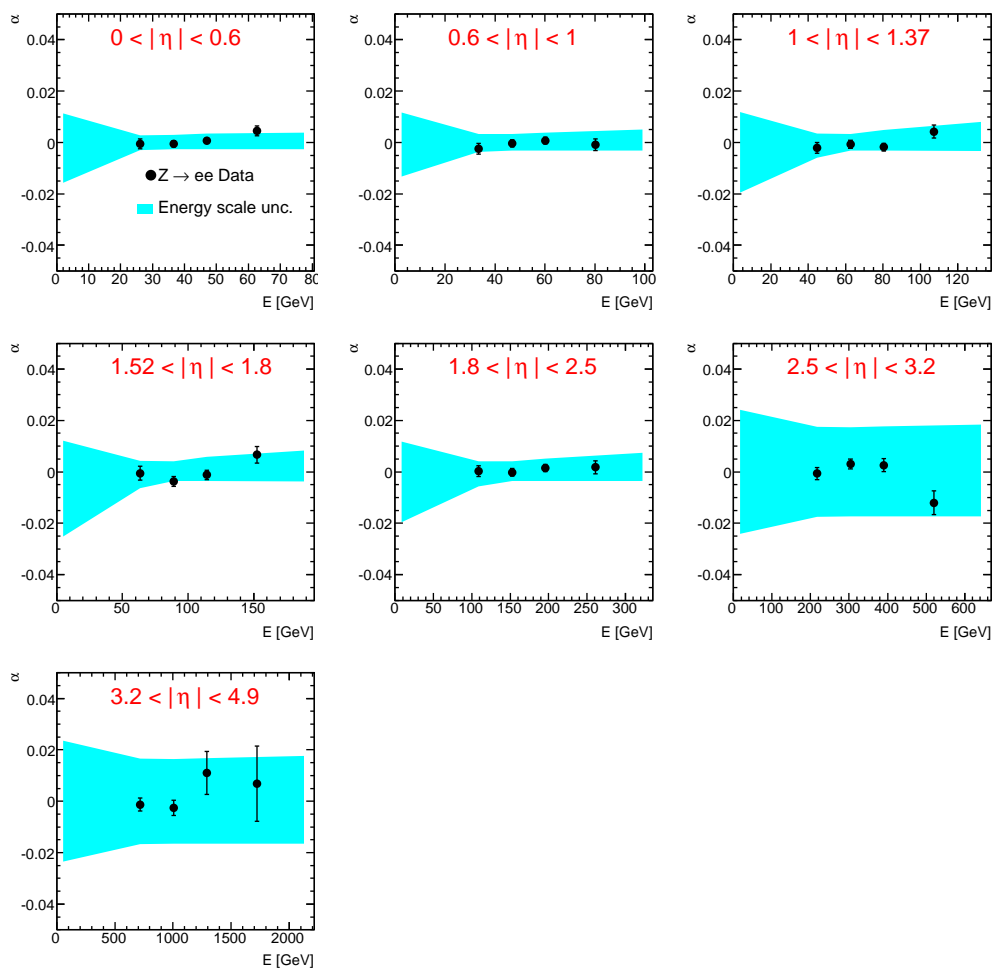 α
0 < | η | < 0.6
0.04
0.02
0
-0.02
-0.04
● Z → ee Data
Energy scale unc.
0 10 20 30 40 50 60 70 80
E [GeV]
α
0.6 < | η | < 1
0.04
0.02
0
-0.02
-0.04
0 20 40 60 80 100
E [GeV]
α
1 < | η | < 1.37
0.04
0.02
0
-0.02
-0.04
0 20 40 60 80 100 120
E [GeV]
α
1.52 < | η | < 1.8
0.04
0.02
0
-0.02
-0.04
0 50 100 150
E [GeV]
α
1.8 < | η | < 2.5
0.04
0.02
0
-0.02
-0.04
0 50 100 150 200 250 300
E [GeV]
α
2.5 < | η | < 3.2
0.04
0.02
0
-0.02
-0.04
0 100 200 300 400 500 600
E [GeV]
α
3.2 < | η | < 4.9
0.04
0.02
0
-0.02
-0.04
0 500 1000 1500 2000
E [GeV]